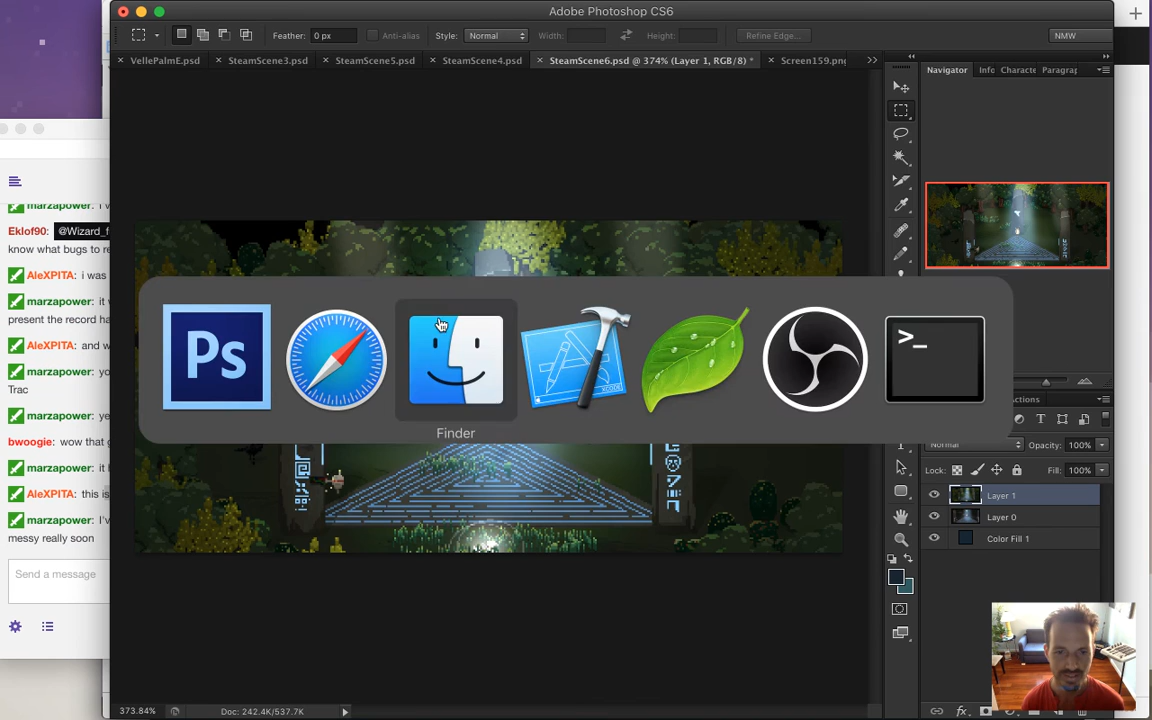 Adobe Photoshop CS6
Feather: 0 px Anti-alias Style: Normal Width: Height: Refine Edge... NMW
VellePalmE.psd SteamScene3.psd SteamScene5.psd SteamScene4.psd SteamScene6.psd @ 374% (Layer 1, RGB/8) * Screen159.png
Navigator Info Characte Paragrap
marzapower:
Eklof90: @Wizard_f
know what bugs to re
AleXPITA: i was
marzapower: it
present the record ha
AleXPITA: and w
marzapower: yo
Trac
marzapower: ye
bwoogie: wow that g
marzapower: it h
AleXPITA: this is
marzapower: I'v
messy really soon
Send a message
Ps
>_
Finder
Actions
Normal Opacity: 100%
Lock: Fill: 100%
Layer 1
Layer 0
Color Fill 1
373.84% Doc: 242.4K/537.7K